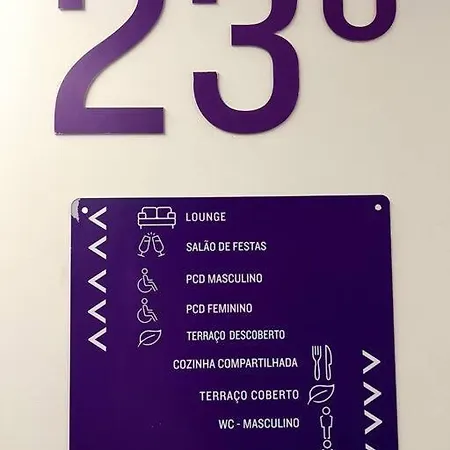 23º
LOUNGE
SALÃO DE FESTAS
PCD MASCULINO
PCD FEMININO
TERRAÇO DESCOBERTO
COZINHA COMPARTILHADA
TERRAÇO COBERTO
WC - MASCULINO